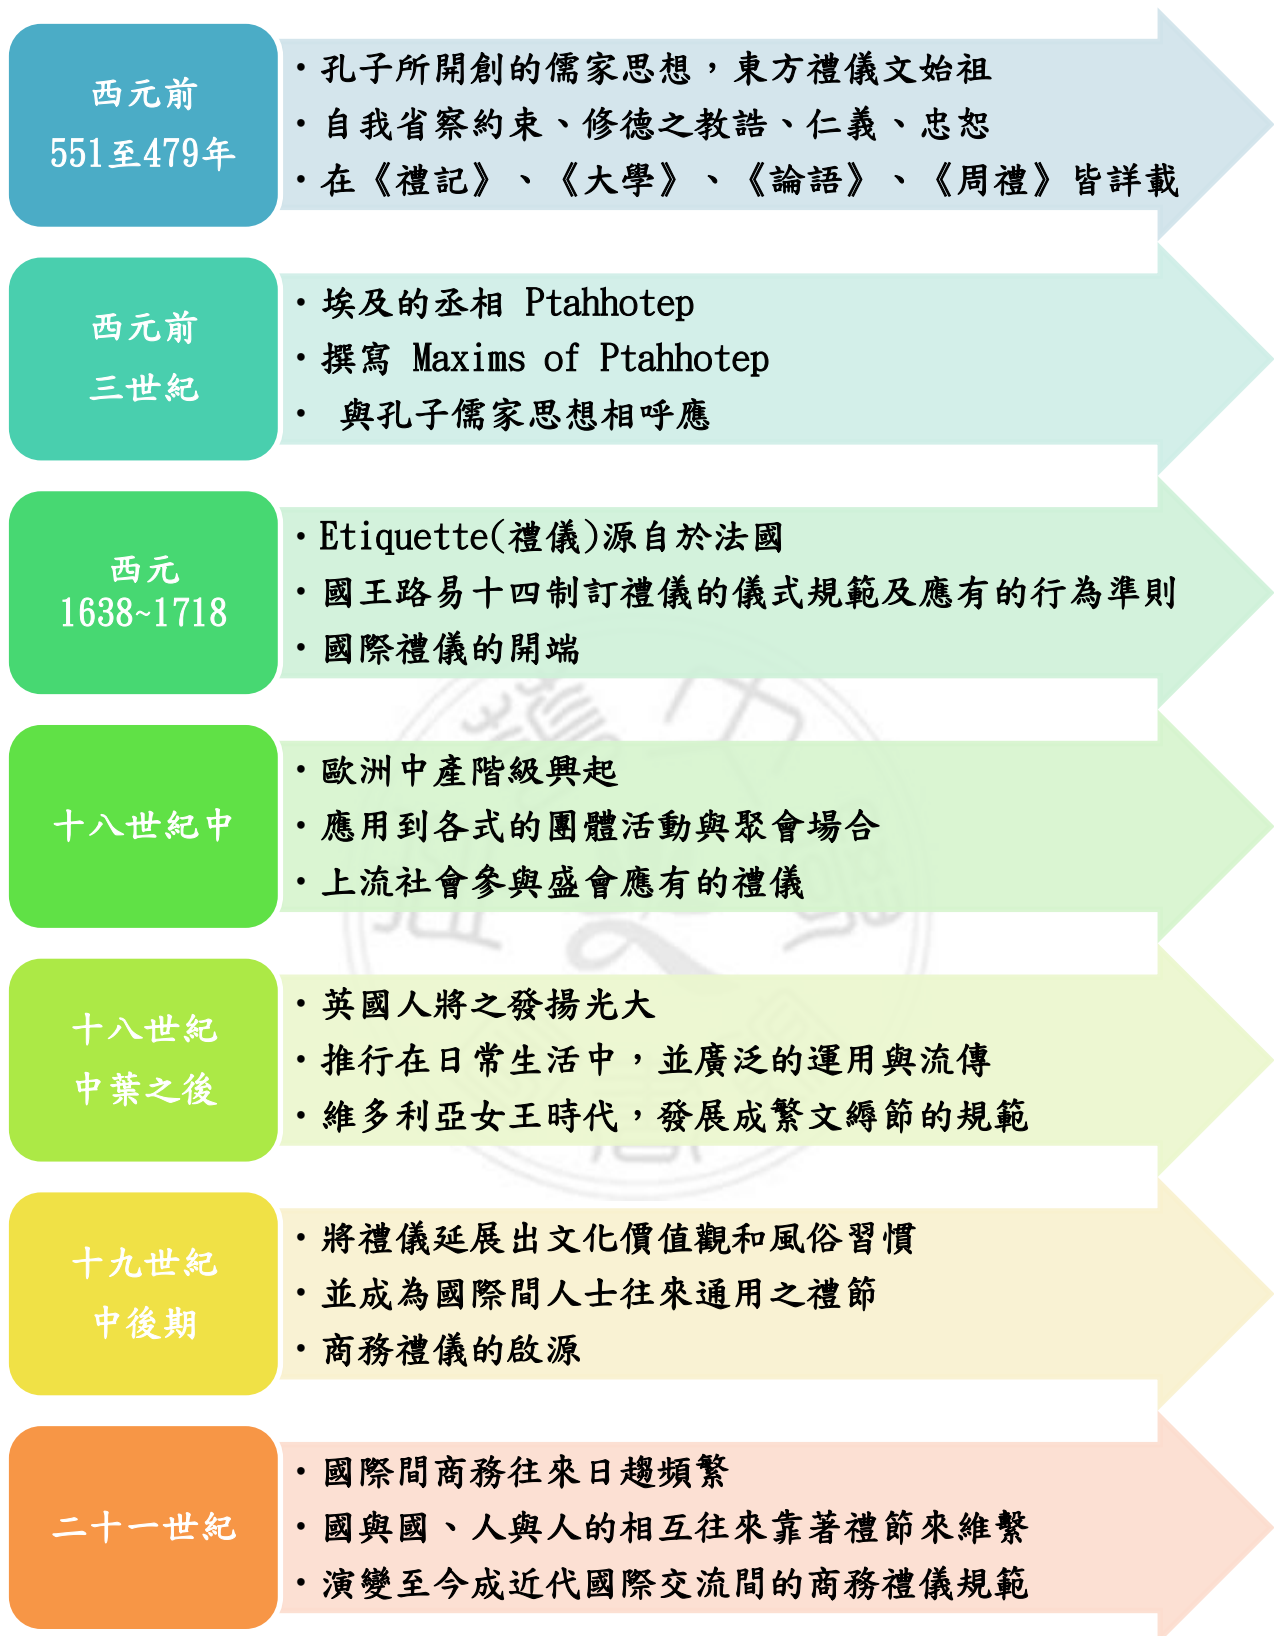 西元前
551至479年
・孔子所開創的儒家思想，東方禮儀文始祖
・自我省察約束、修德之教誥、仁義、忠恕
・在《禮記》、《大學》、《論語》、《周禮》皆詳載
西元前
三世紀
・埃及的丞相 Ptahhotep
・撰寫 Maxims of Ptahhotep
・ 與孔子儒家思想相呼應
西元
1638~1718
・Etiquette(禮儀)源自於法國
・國王路易十四制訂禮儀的儀式規範及應有的行為準則
・國際禮儀的開端
十八世紀中
・歐洲中產階級興起
・應用到各式的團體活動與聚會場合
・上流社會參與盛會應有的禮儀
十八世紀
中葉之後
・英國人將之發揚光大
・推行在日常生活中，並廣泛的運用與流傳
・維多利亞女王時代，發展成繁文縟節的規範
十九世紀
中後期
・將禮儀延展出文化價值觀和風俗習慣
・並成為國際間人士往來通用之禮節
・商務禮儀的啟源
二十一世紀
・國際間商務往來日趨頻繁
・國與國、人與人的相互往來靠著禮節來維繫
・演變至今成近代國際交流間的商務禮儀規範